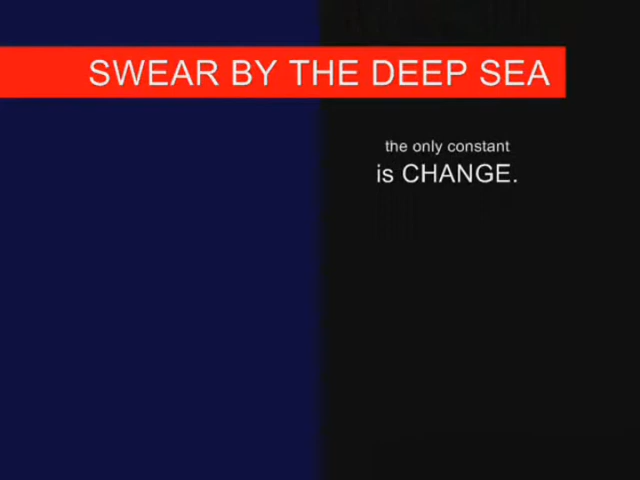 SWEAR BY THE DEEP SEA
the only constant
is CHANGE.